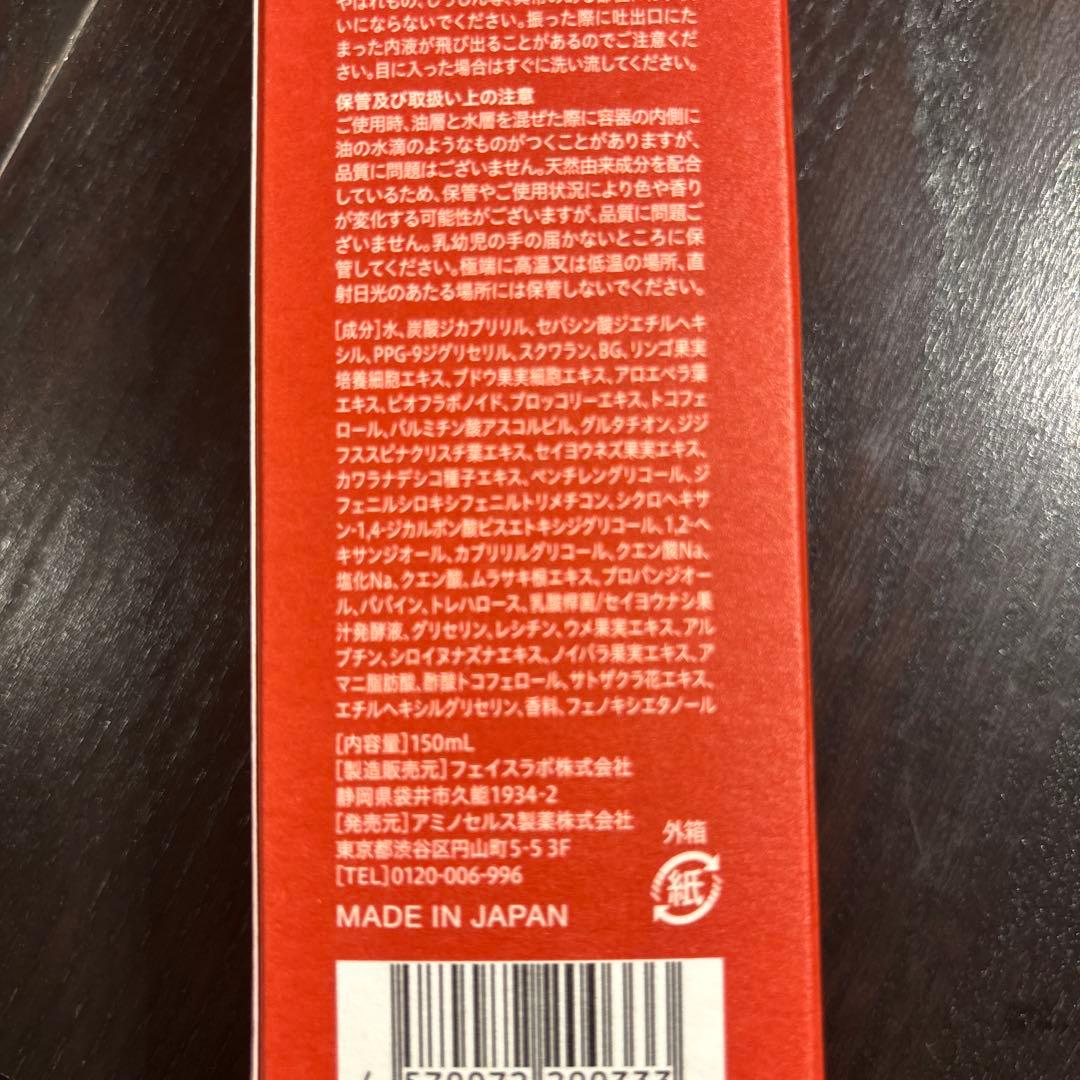 いにならないでください。振った際に吐出口にた
まった内液が飛び出ることがあるのでご注意くだ
さい。目に入った場合はすぐに洗い流してください。
保管及び取扱い上の注意
ご使用時、油層と水層を混ぜた際に容器の内側に
油の水滴のようなものがつくことがありますが、
品質に問題はございません。天然由来成分を配合
しているため、保管やご使用状況により色や香り
が変化する可能性がございますが、品質に問題ご
ざいません。乳幼児の手の届かないところに保
管してください。極端に高温又は低温の場所、直
射日光のあたる場所には保管しないでください。
[成分]水、炭酸ジカプリリル、セバシン酸ジエチルヘキ
シル、PPG-9ジグリセリル、スクワラン、BG、リンゴ果実
培養細胞エキス、ブドウ果実細胞エキス、アロエベラ葉
エキス、ビオフラボノイド、ブロッコリーエキス、トコフェ
ロール、パルミチン酸アスコルビル、グルタチオン、ジジ
フススピナクリスチ葉エキス、セイヨウネズ果実エキス、
カワラナデシコ種子エキス、ペンチレングリコール、ジ
フェニルシロキシフェニルトリメチコン、シクロヘキサ
ン-1,4-ジカルボン酸ビスエトキシジグリコール、1,2-ヘ
キサンジオール、カプリリルグリコール、クエン酸Na、
塩化Na、クエン酸、ムラサキ根エキス、プロパンジオー
ル、パパイン、トレハロース、乳酸桿菌/セイヨウナシ果
汁発酵液、グリセリン、レシチン、ウメ果実エキス、アル
ブチン、シロイヌナズナエキス、ノイバラ果実エキス、ア
マニ脂肪酸、酢酸トコフェロール、サトザクラ花エキス、
エチルヘキシルグリセリン、香料、フェノキシエタノール
[内容量]150mL
[製造販売元]フェイスラボ株式会社
静岡県袋井市久能1934-2
[発売元]アミノセルス製薬株式会社
東京都渋谷区円山町5-5 3F
[TEL]0120-006-996
外箱
紙
MADE IN JAPAN